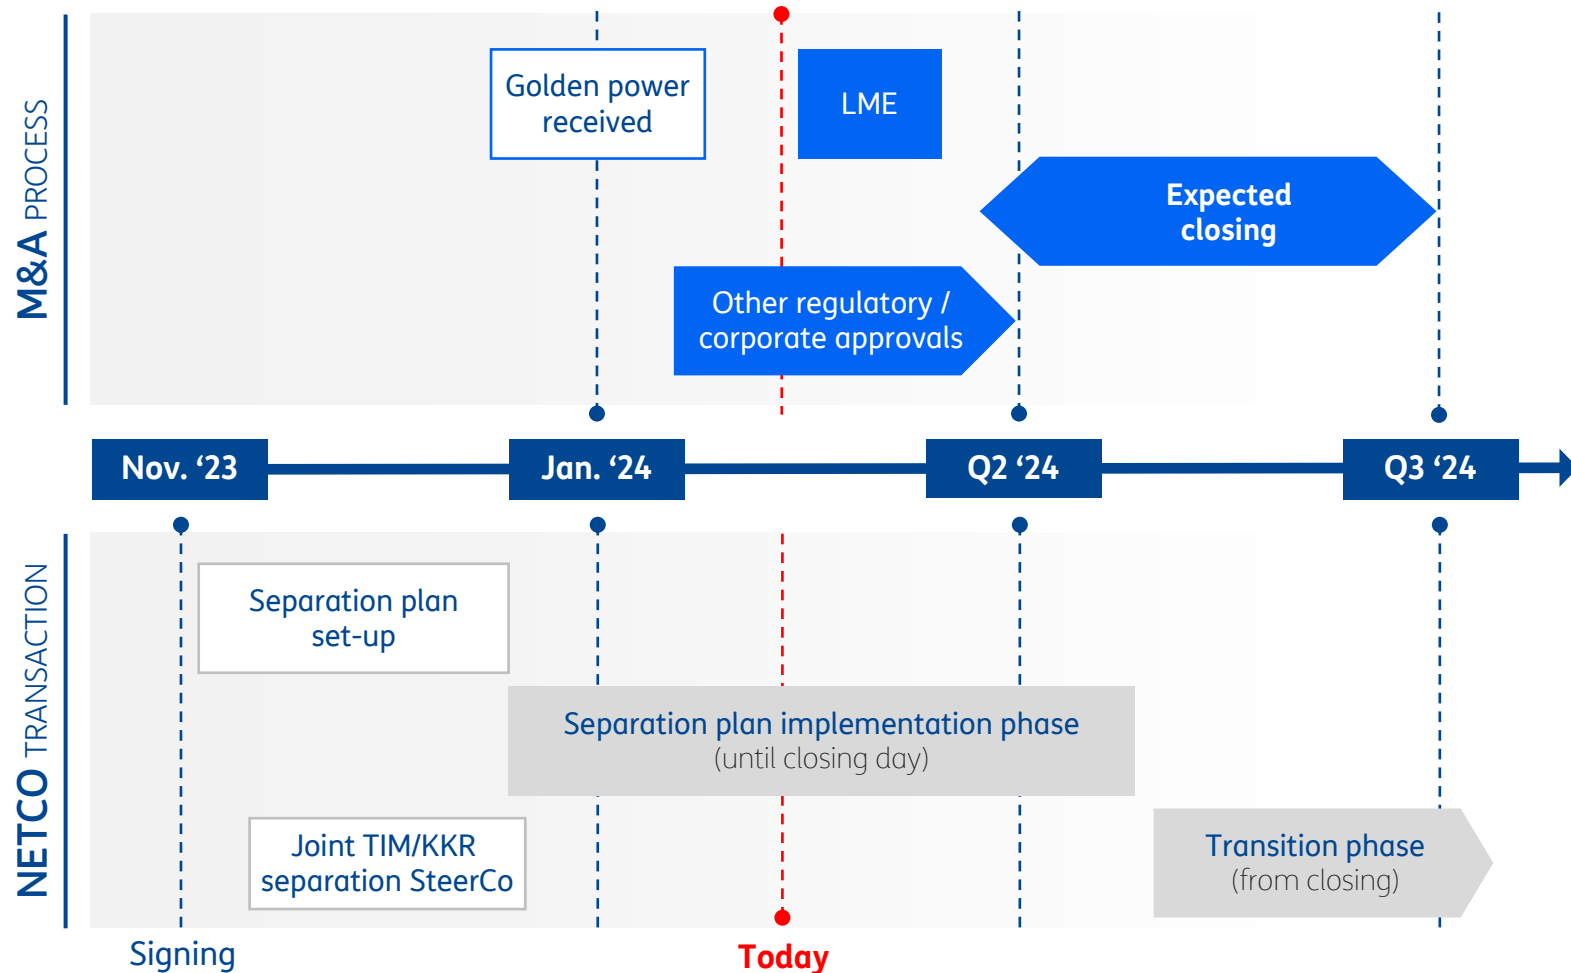 M&A PROCESS
Golden power
received
LME
Expected
closing
Other regulatory /
corporate approvals
Nov. ‘23
Jan. ‘24
Q2 ‘24
Q3 ‘24
NETCO TRANSACTION
Separation plan
set-up
Separation plan implementation phase
(until closing day)
Joint TIM/KKR
separation SteerCo
Transition phase
(from closing)
Signing
Today